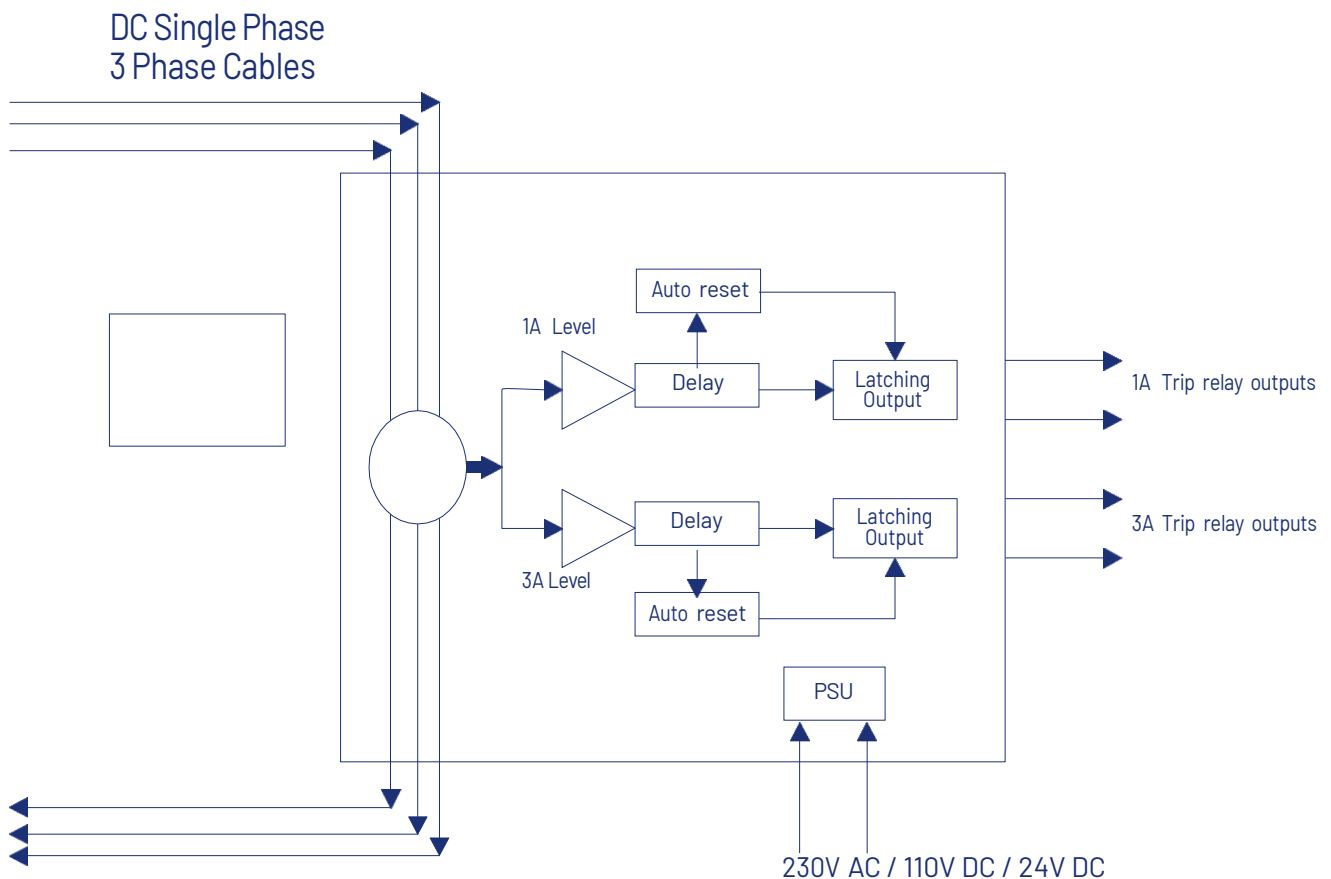 DC Single Phase
3 Phase Cables
Auto reset
1A Level
Delay
Latching
Output
1A Trip relay outputs
Delay
Latching
Output
3A Trip relay outputs
3A Level
Auto reset
PSU
230V AC / 110V DC / 24V DC